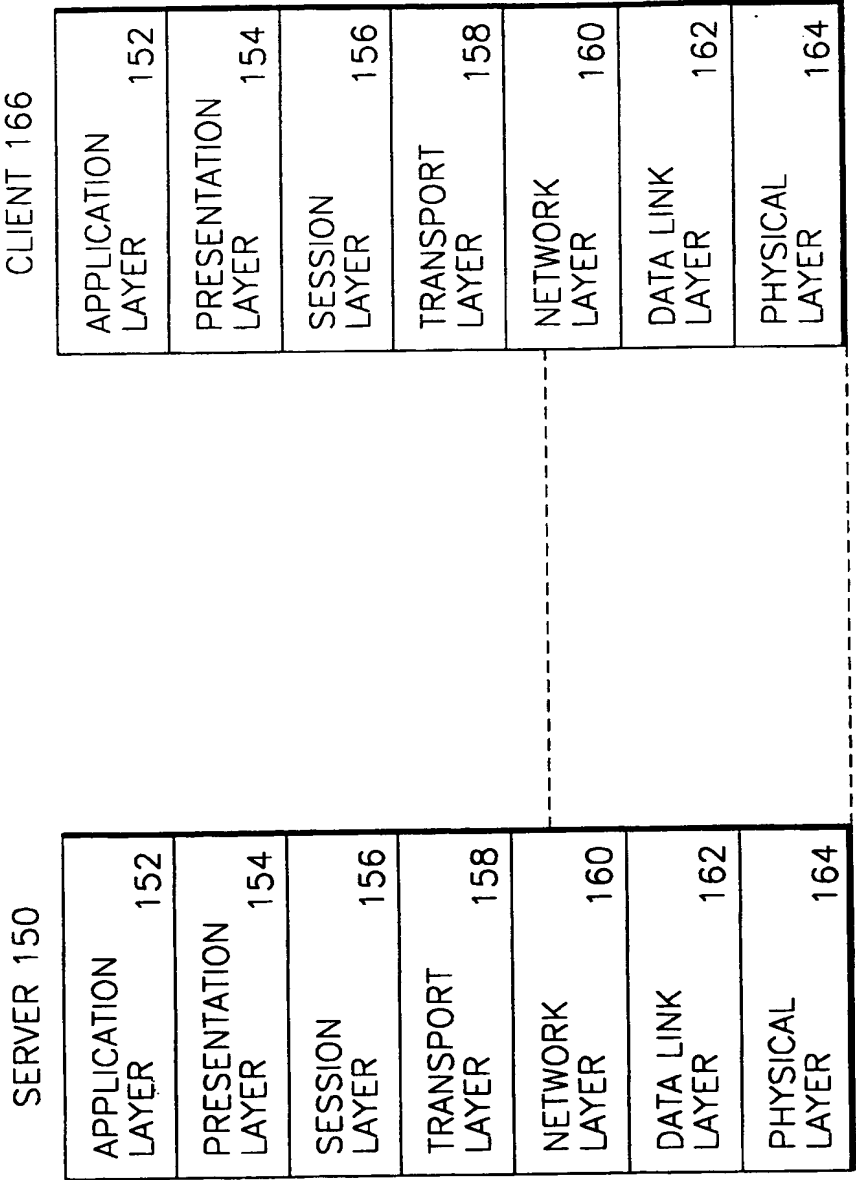 SERVER 150
APPLICATION
LAYER 152
PRESENTATION
LAYER 154
SESSION
LAYER 156
TRANSPORT
LAYER 158
NETWORK
LAYER 160
DATA LINK
LAYER 162
PHYSICAL
LAYER 164
CLIENT 166
APPLICATION
LAYER 152
PRESENTATION
LAYER 154
SESSION
LAYER 156
TRANSPORT
LAYER 158
NETWORK
LAYER 160
DATA LINK
LAYER 162
PHYSICAL
LAYER 164